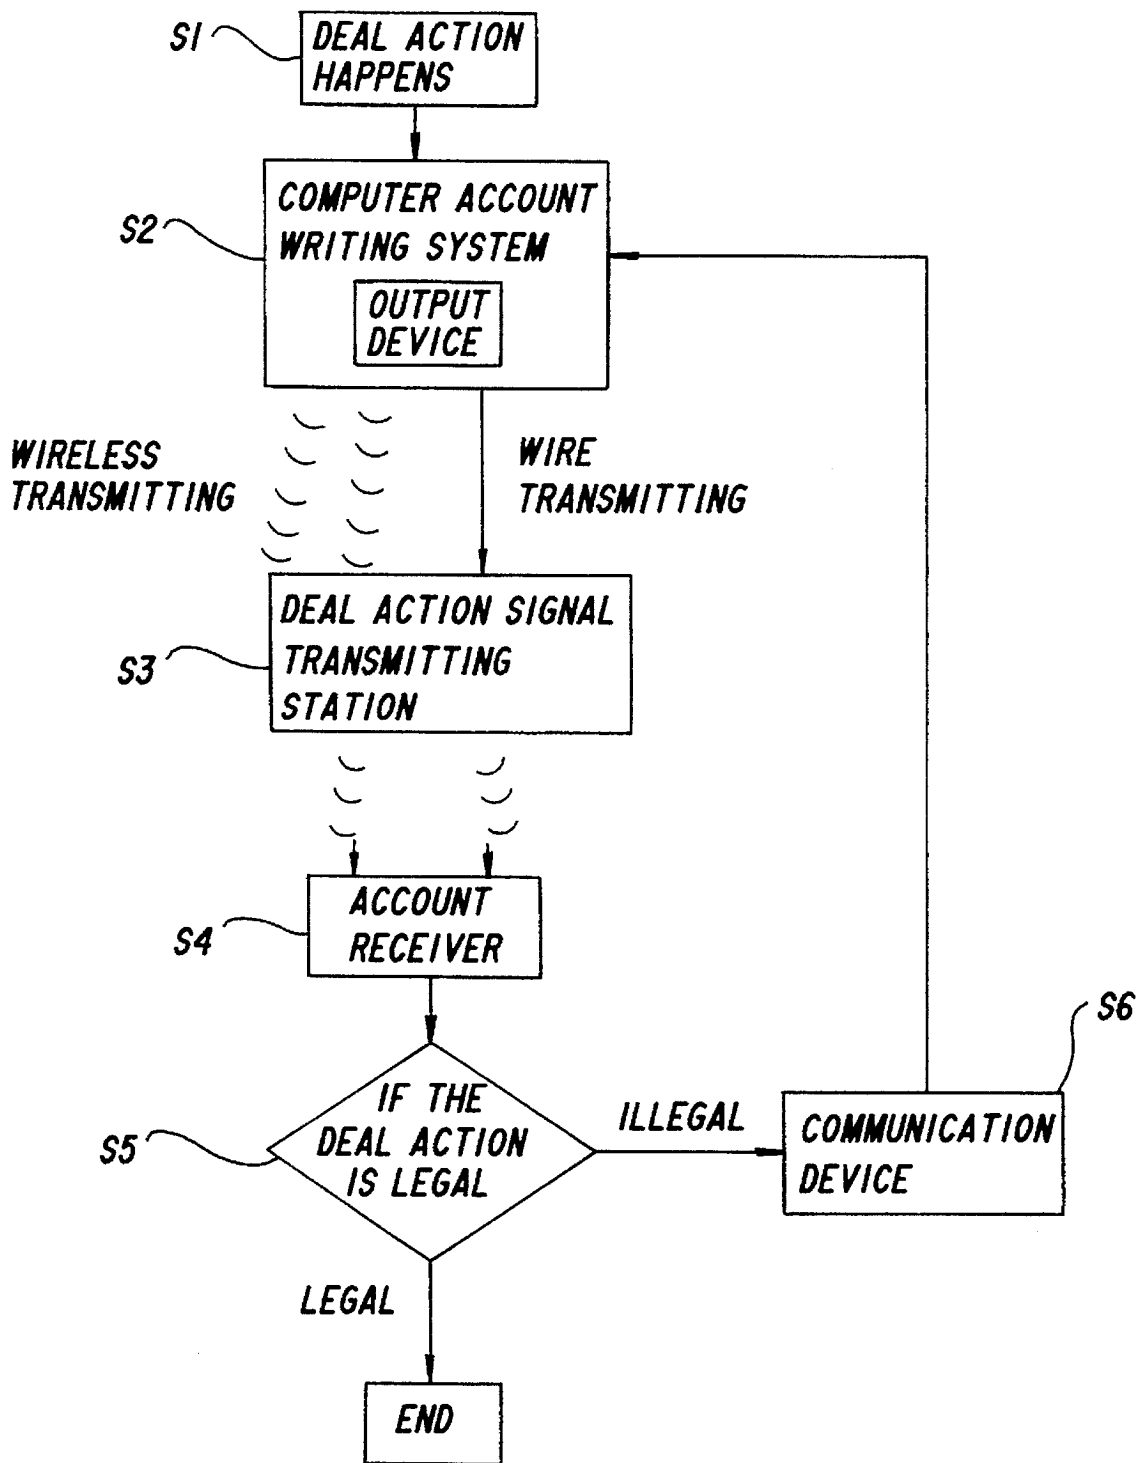 S1
DEAL ACTION
HAPPENS
S2
COMPUTER ACCOUNT
WRITING SYSTEM
OUTPUT
DEVICE
WIRELESS
TRANSMITTING
WIRE
TRANSMITTING
S3
DEAL ACTION SIGNAL
TRANSMITTING
STATION
S4
ACCOUNT
RECEIVER
S5
IF THE
DEAL ACTION
IS LEGAL
ILLEGAL
S6
COMMUNICATION
DEVICE
LEGAL
END